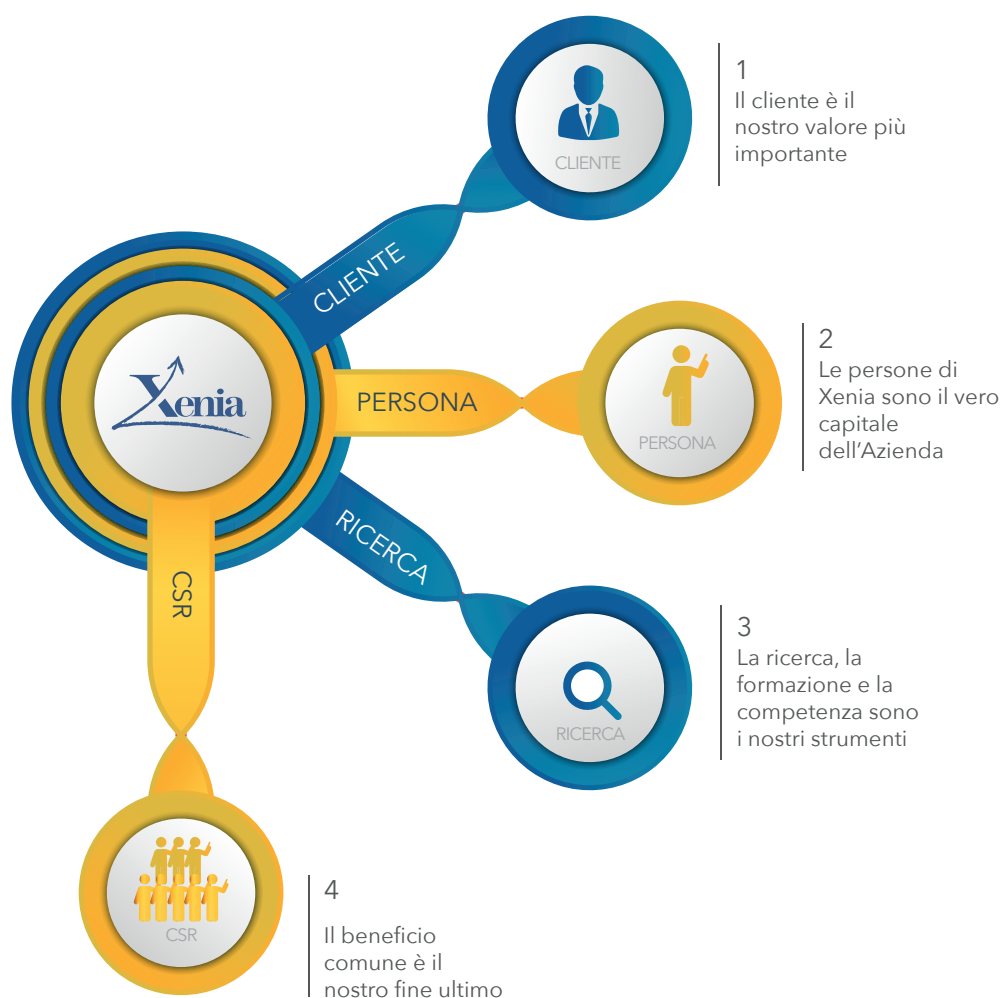 1
Il cliente è il
nostro valore più
importante
CLIENTE
CLIENTE
2
Le persone di
Xenia sono il vero
capitale
dell'Azienda
Xenia
PERSONA
PERSONA
RICERCA
3
La ricerca, la
formazione e la
competenza sono
i nostri strumenti
RICERCA
CSR
CSR
4
Il beneficio
comune è il
nostro fine ultimo